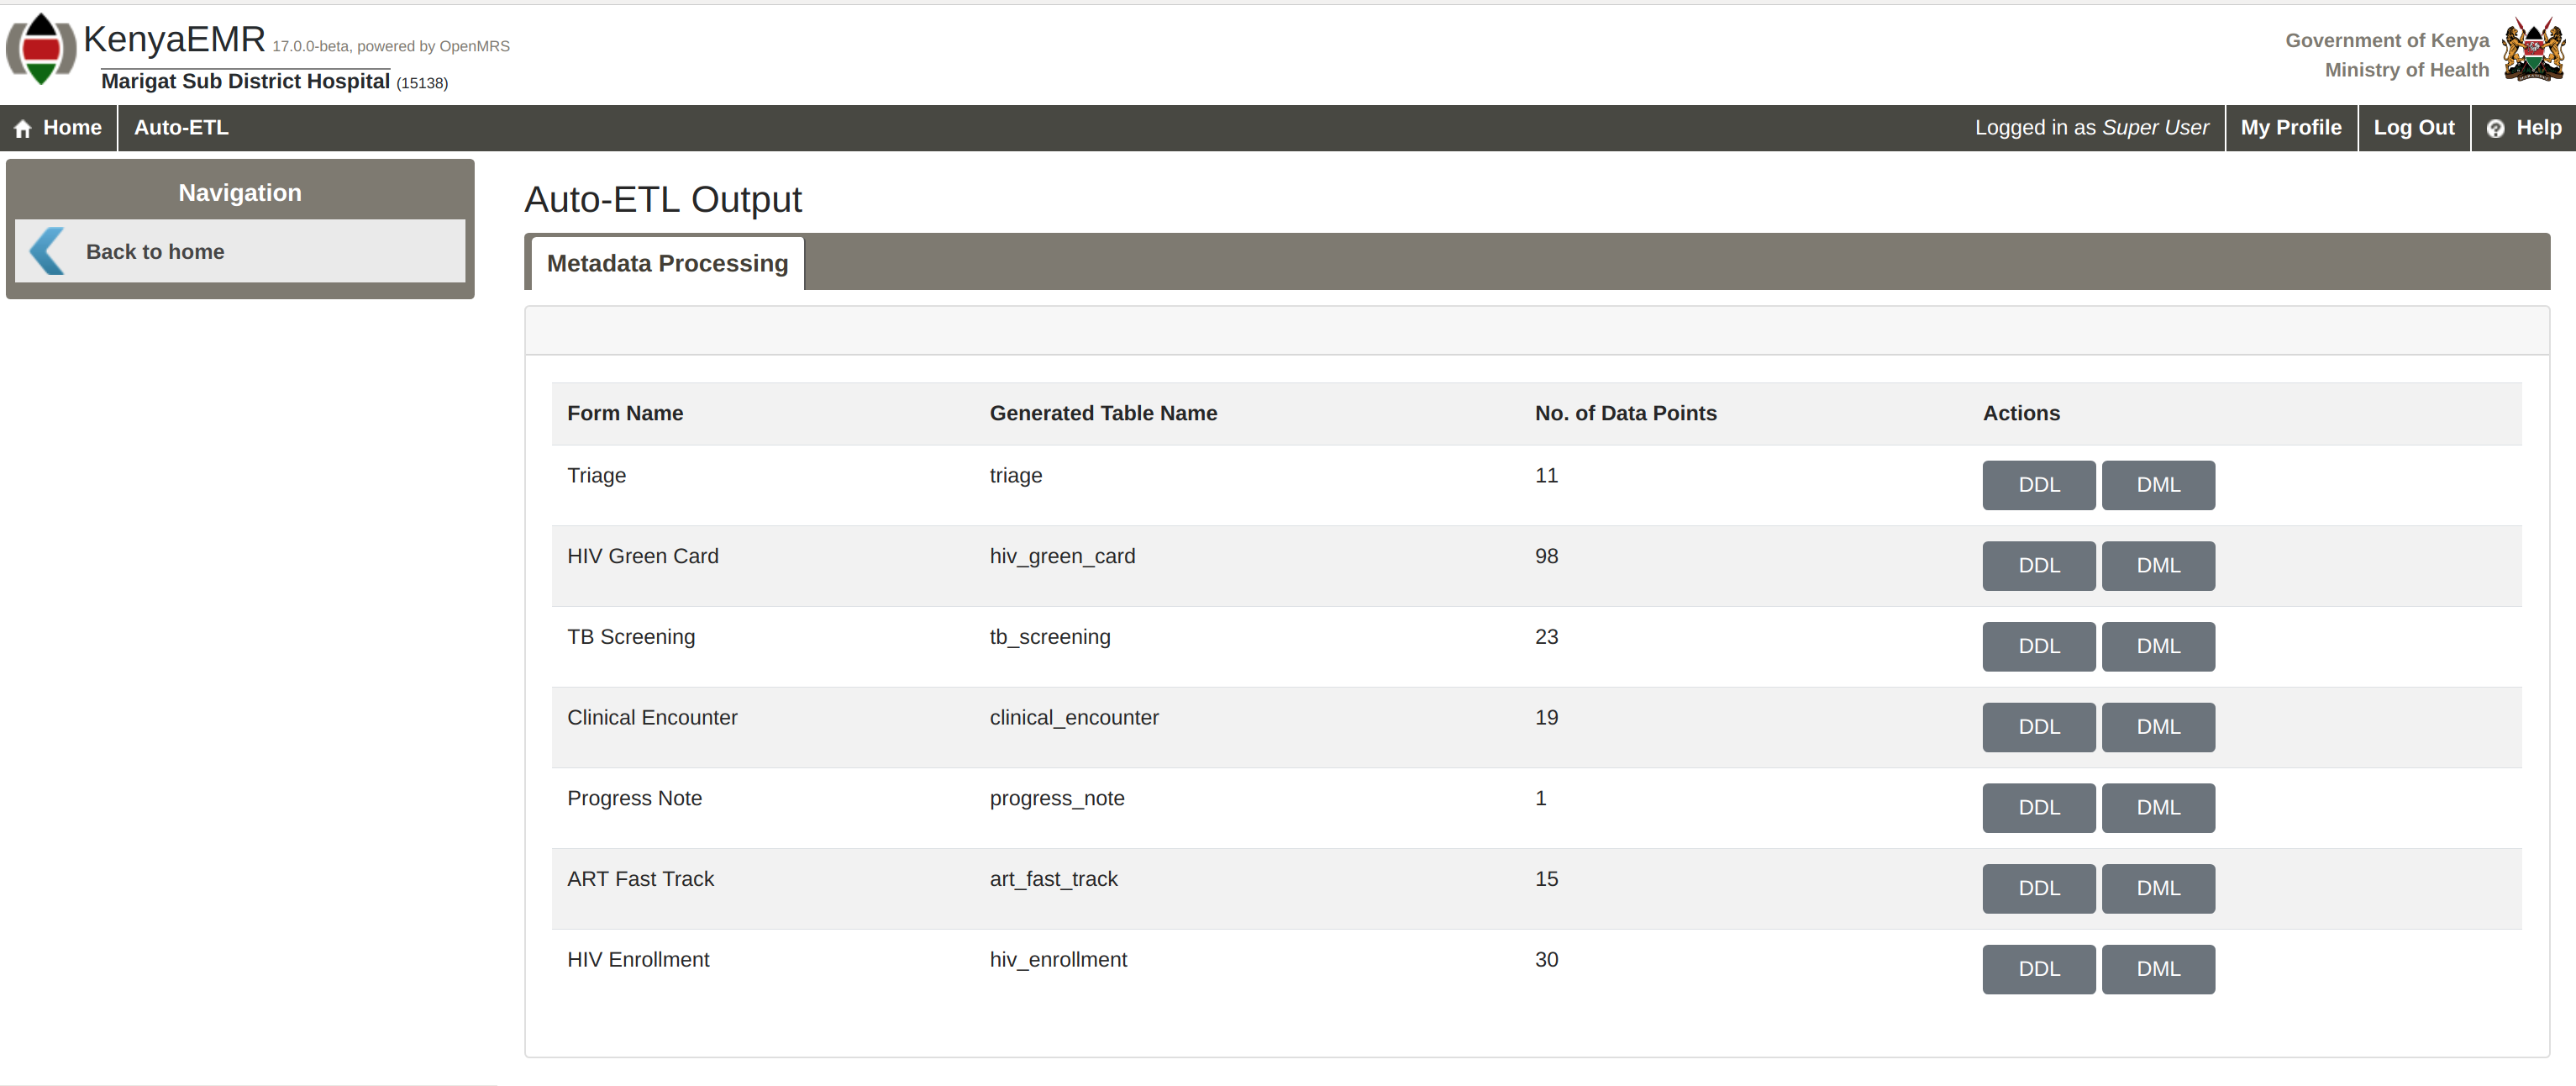 KenyaEMR 17.0.0-beta, powered by OpenMRS
Marigat Sub District Hospital (15138)
Government of Kenya
Ministry of Health
Home Auto-ETL Logged in as Super User My Profile Log Out Help
Navigation
Back to home
Auto-ETL Output
Metadata Processing
Form Name Generated Table Name No. of Data Points Actions
Triage triage 11 DDL DML
HIV Green Card hiv_green_card 98 DDL DML
TB Screening tb_screening 23 DDL DML
Clinical Encounter clinical_encounter 19 DDL DML
Progress Note progress_note 1 DDL DML
ART Fast Track art_fast_track 15 DDL DML
HIV Enrollment hiv_enrollment 30 DDL DML